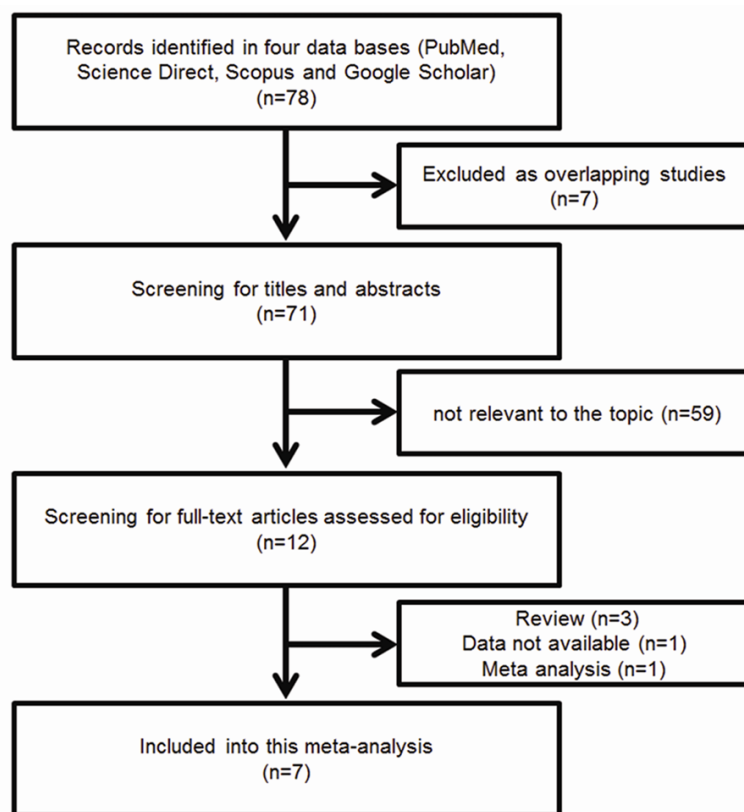 Records identified in four data bases (PubMed,
Science Direct, Scopus and Google Scholar)
(n=78)
Excluded as overlapping studies
(n=7)
Screening for titles and abstracts
(n=71)
not relevant to the topic (n=59)
Screening for full-text articles assessed for eligibility
(n=12)
Review (n=3)
Data not available (n=1)
Meta analysis (n=1)
Included into this meta-analysis
(n=7)